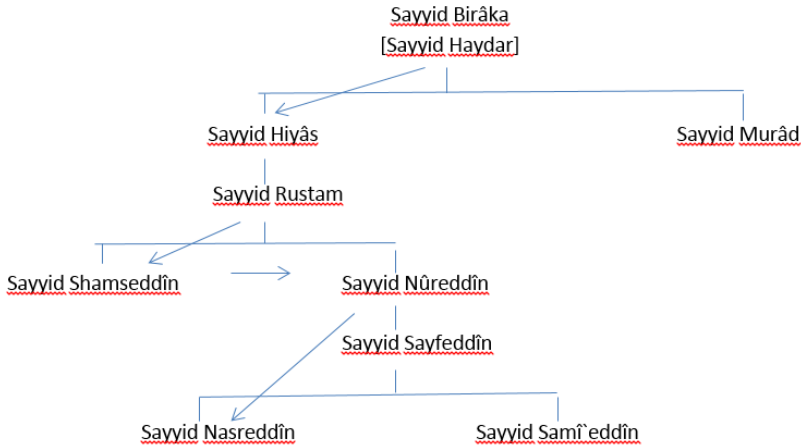 Sayyid Birâka
[Sayyid Haydar]
Sayyid Hiyâs
Sayyid Murâd
Sayyid Rustam
Sayyid Shamseddîn
Sayyid Nûreddîn
Sayyid Sayfeddîn
Sayyid Nasreddîn
Sayyid Samî`eddîn